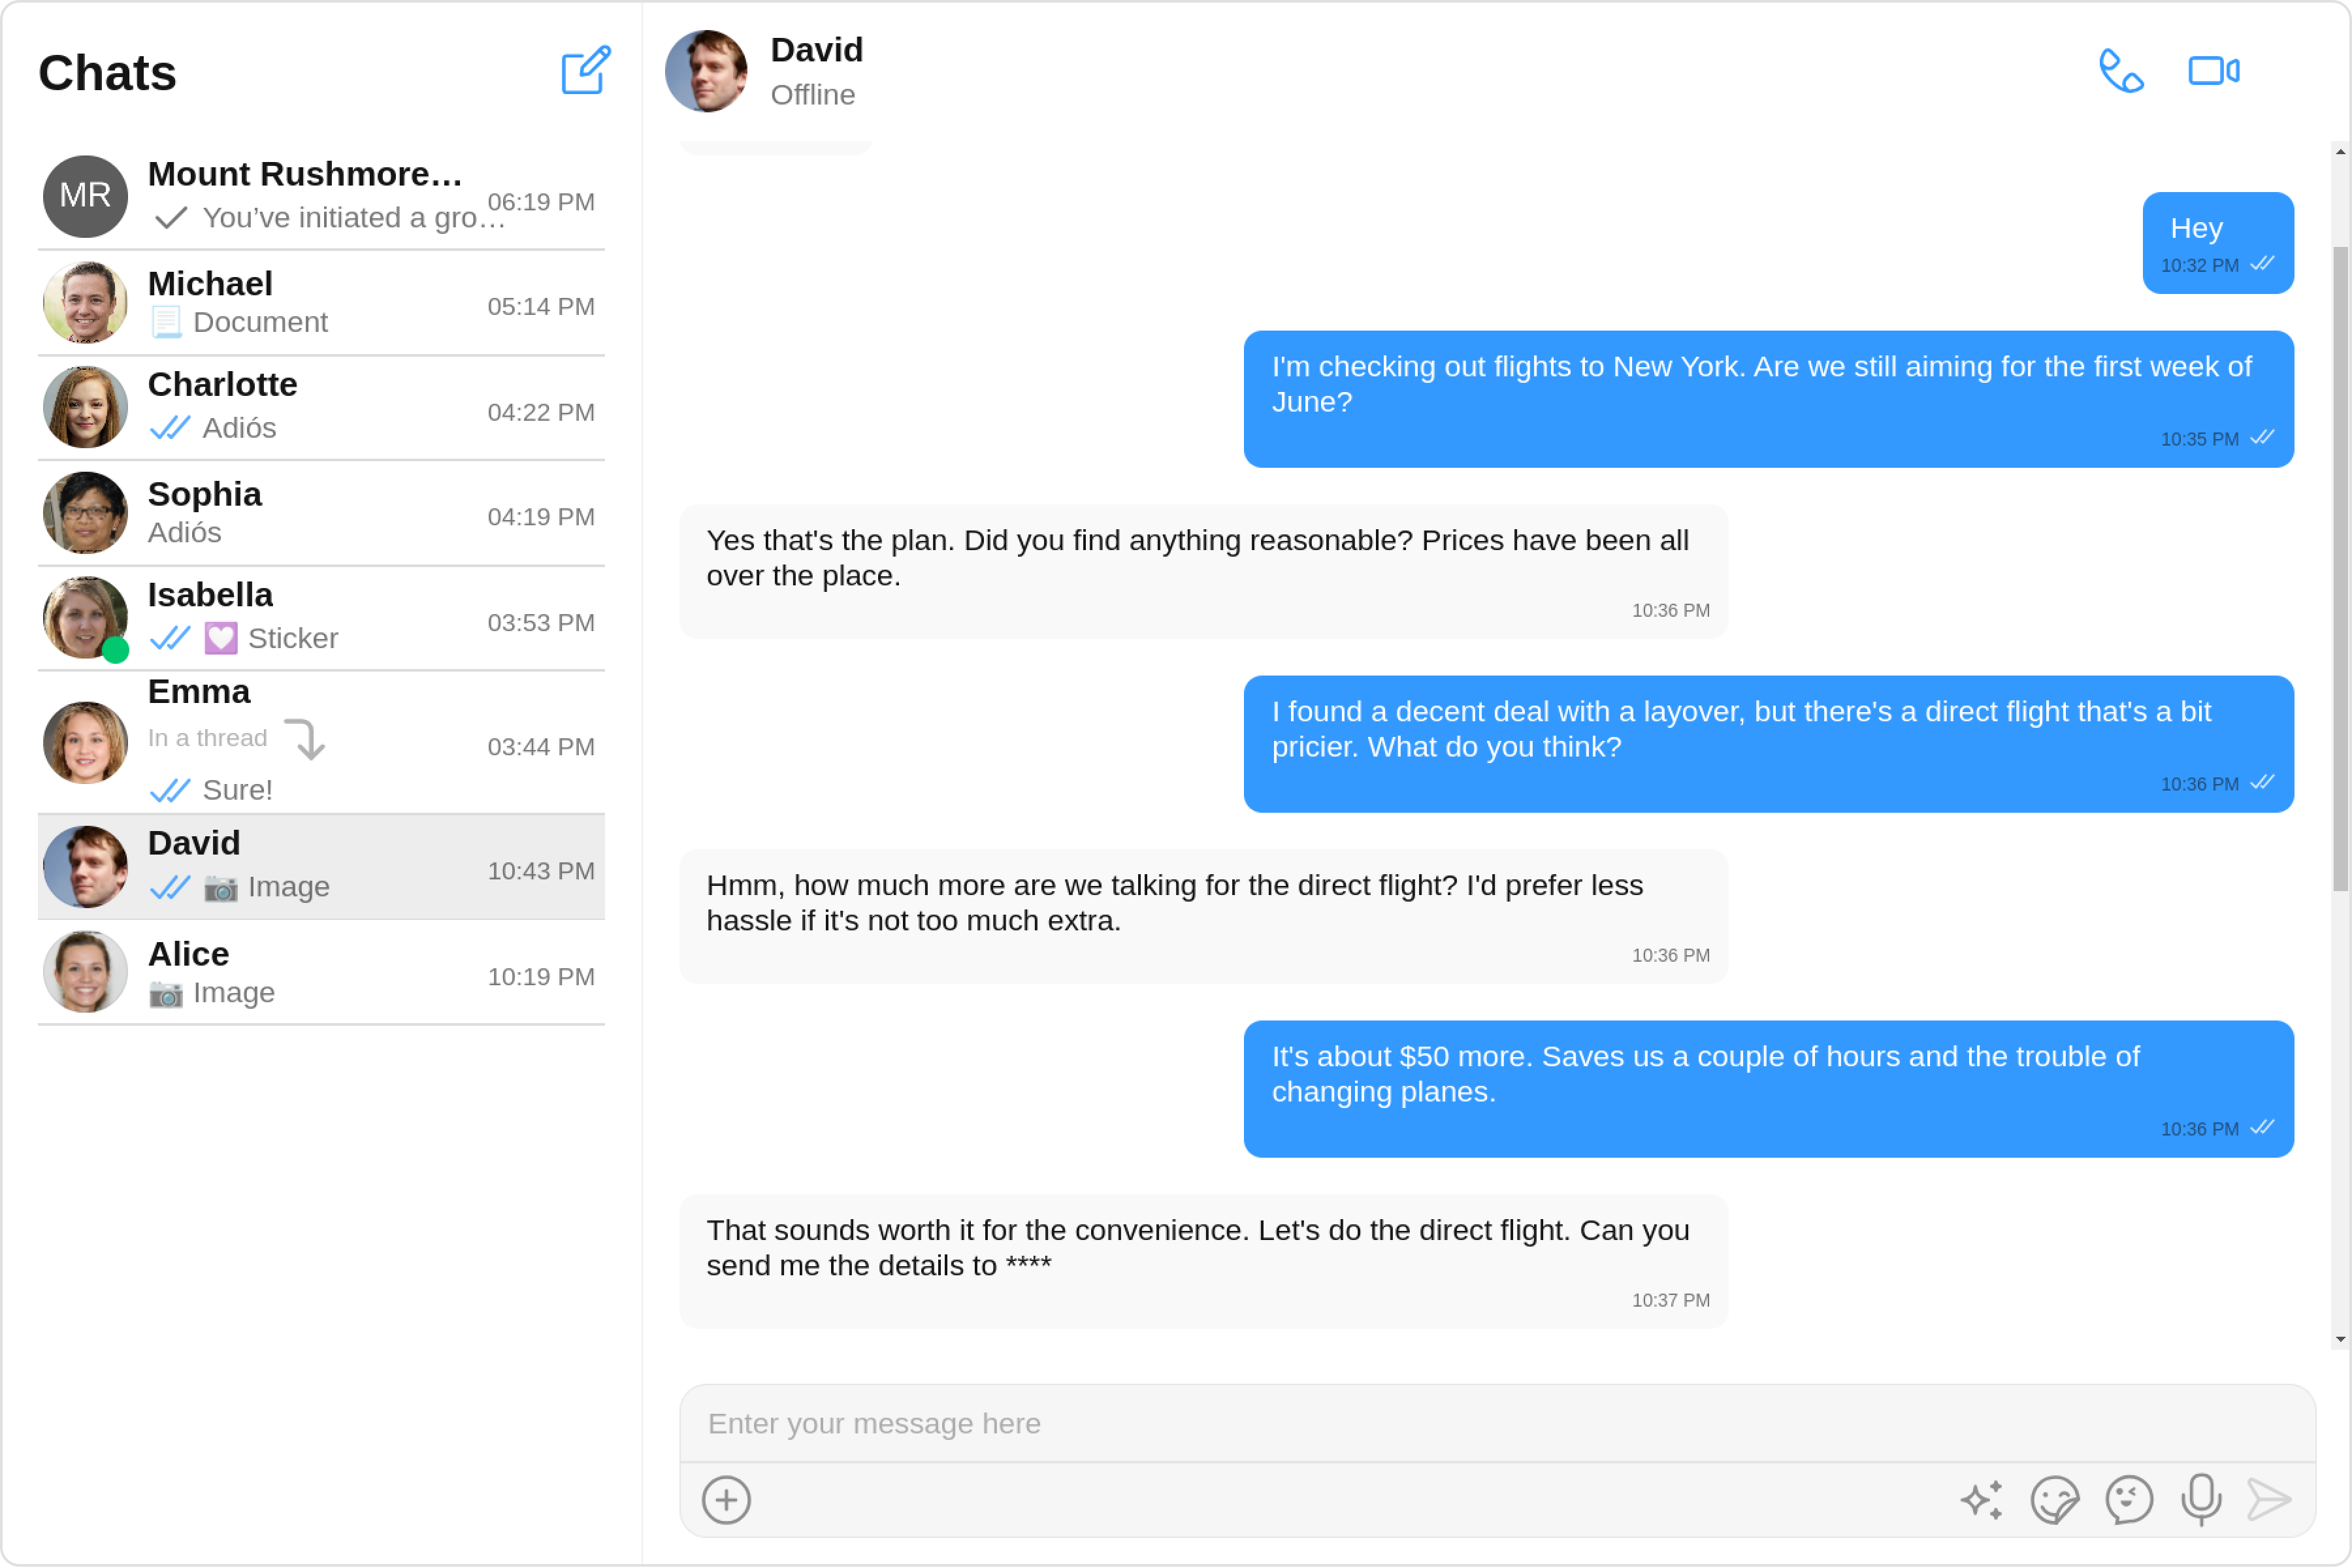 Chats
MR
Mount Rushmore…
You’ve initiated a gro…
06:19 PM
Michael
Document
05:14 PM
Charlotte
Adiós
04:22 PM
Sophia
Adiós
04:19 PM
Isabella
Sticker
03:53 PM
Emma
In a thread
Sure!
03:44 PM
David
Image
10:43 PM
Alice
Image
10:19 PM
David
Offline
Hey
10:32 PM
I'm checking out flights to New York. Are we still aiming for the first week of
June?
10:35 PM
Yes that's the plan. Did you find anything reasonable? Prices have been all
over the place.
10:36 PM
I found a decent deal with a layover, but there's a direct flight that's a bit
pricier. What do you think?
10:36 PM
Hmm, how much more are we talking for the direct flight? I'd prefer less
hassle if it's not too much extra.
10:36 PM
It's about $50 more. Saves us a couple of hours and the trouble of
changing planes.
10:36 PM
That sounds worth it for the convenience. Let's do the direct flight. Can you
send me the details to ****
10:37 PM
Enter your message here